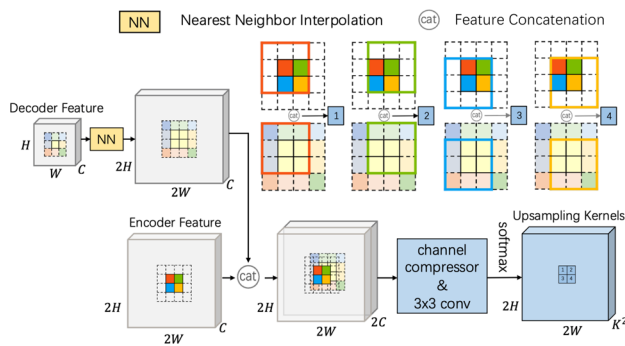 NN Nearest Neighbor Interpolation cat Feature Concatenation
cat 1 cat 2 cat 3 cat 4
Decoder Feature
H NN 2H
W C 2W C
Encoder Feature
2H 2W C
cat
2H 2W 2C
channel
compressor
&
3x3 conv
softmax
Upsampling Kernels
1 2
3 4
2H 2W K²